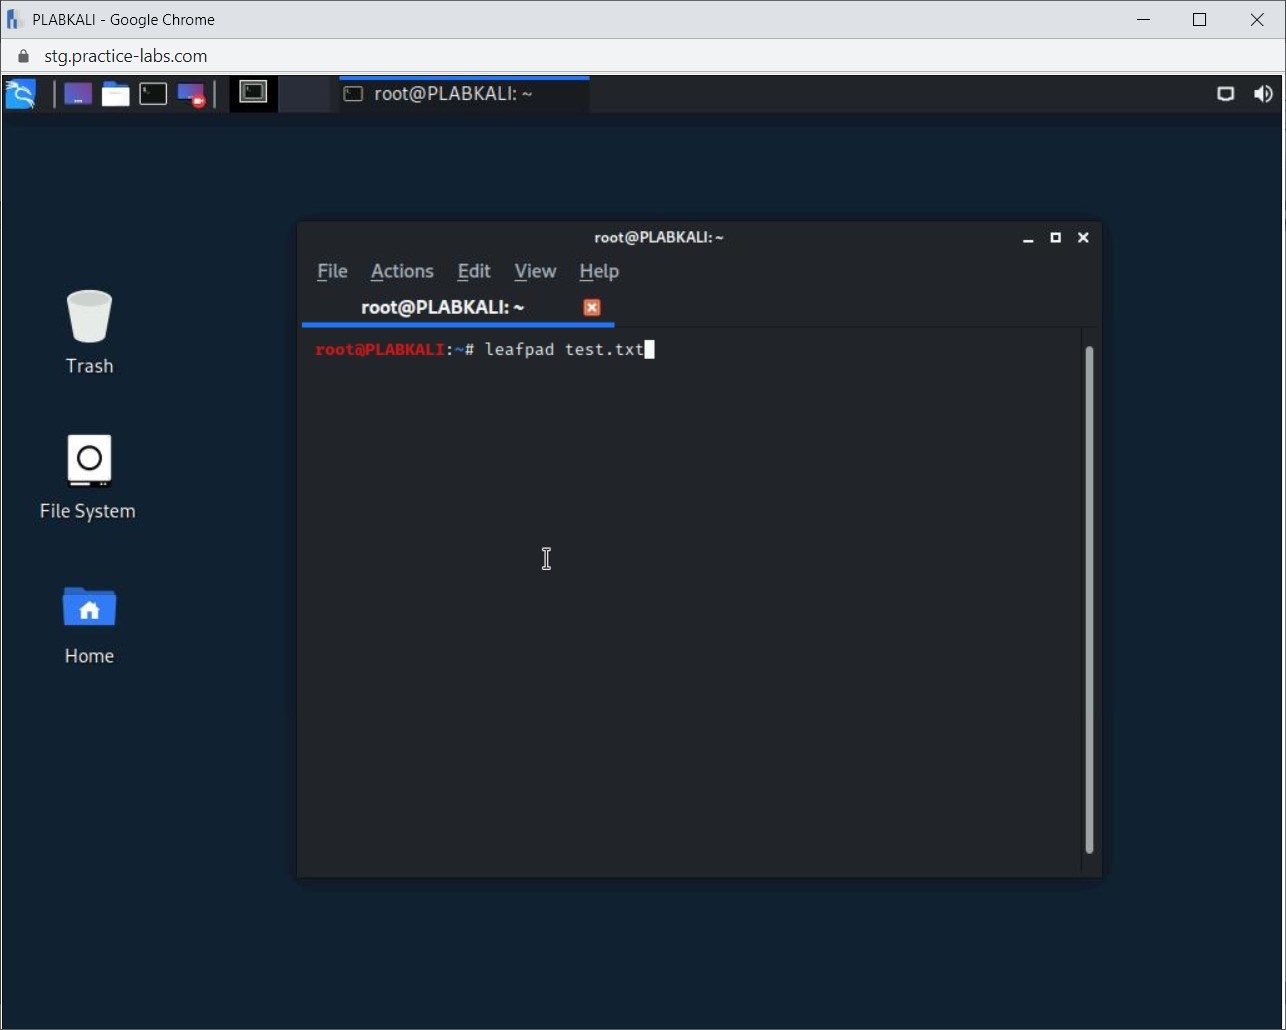 PLABKALI - Google Chrome
stg.practice-labs.com
root@PLABKALI: ~
root@PLABKALI: ~
File Actions Edit View Help
root@PLABKALI: ~
root@PLABKALI:~# leafpad test.txt
Trash
File System
Home